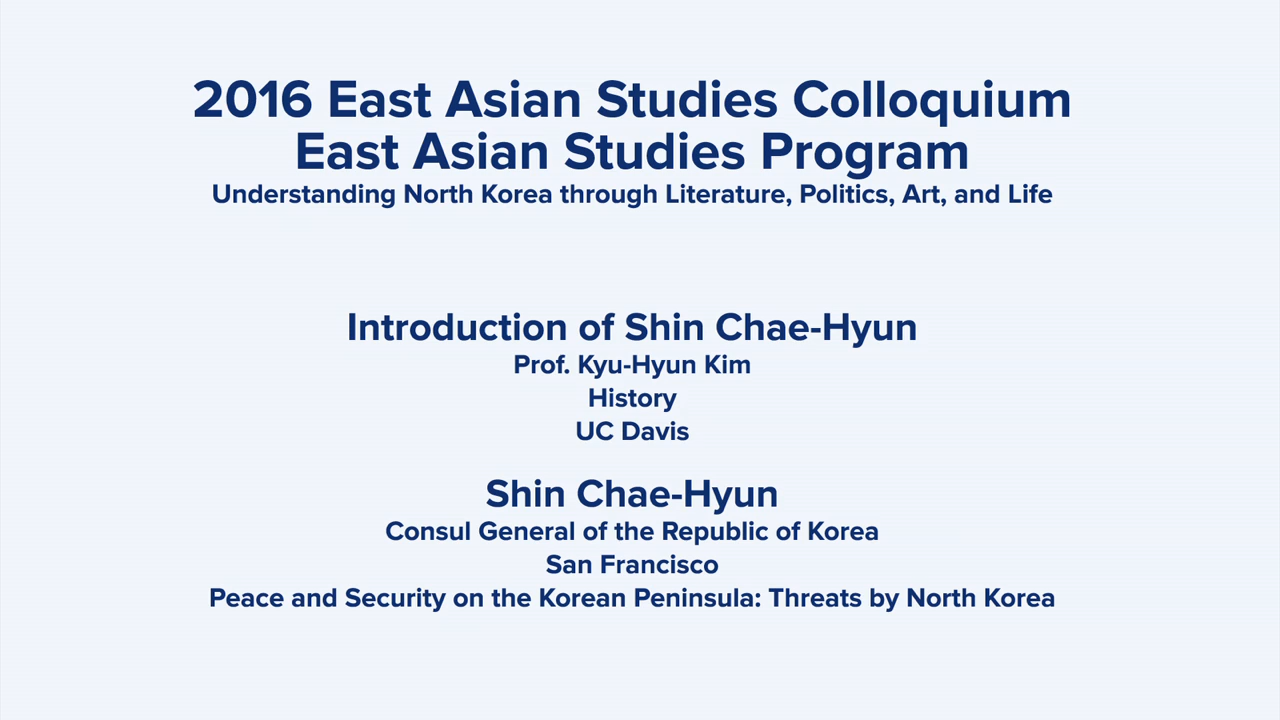 2016 East Asian Studies Colloquium
East Asian Studies Program
Understanding North Korea through Literature, Politics, Art, and Life
Introduction of Shin Chae-Hyun
Prof. Kyu-Hyun Kim
History
UC Davis
Shin Chae-Hyun
Consul General of the Republic of Korea
San Francisco
Peace and Security on the Korean Peninsula: Threats by North Korea